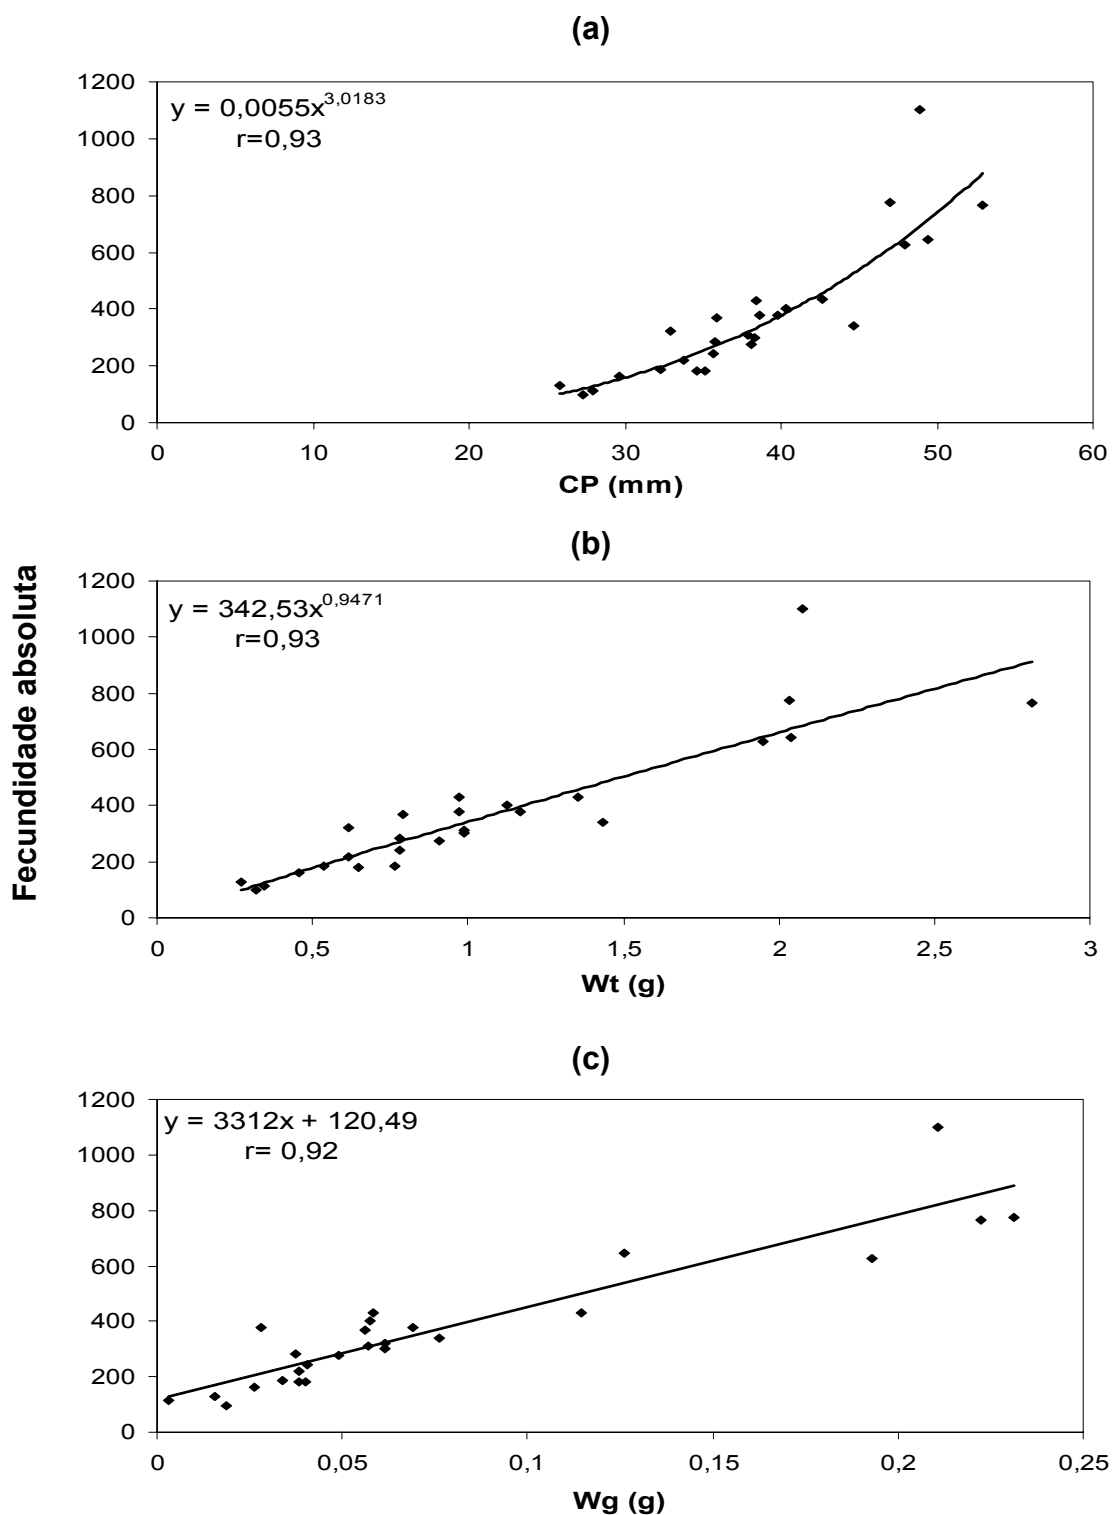 (a)
1200
y = 0,0055x^3,0183
r=0,93
1000
800
600
400
200
0
0 10 20 30 40 50 60
CP (mm)
(b)
Fecundidade absoluta
1200
y = 342,53x^0,9471
r=0,93
1000
800
600
400
200
0
0 0,5 1 1,5 2 2,5 3
Wt (g)
(c)
1200
y = 3312x + 120,49
r= 0,92
1000
800
600
400
200
0
0 0,05 0,1 0,15 0,2 0,25
Wg (g)